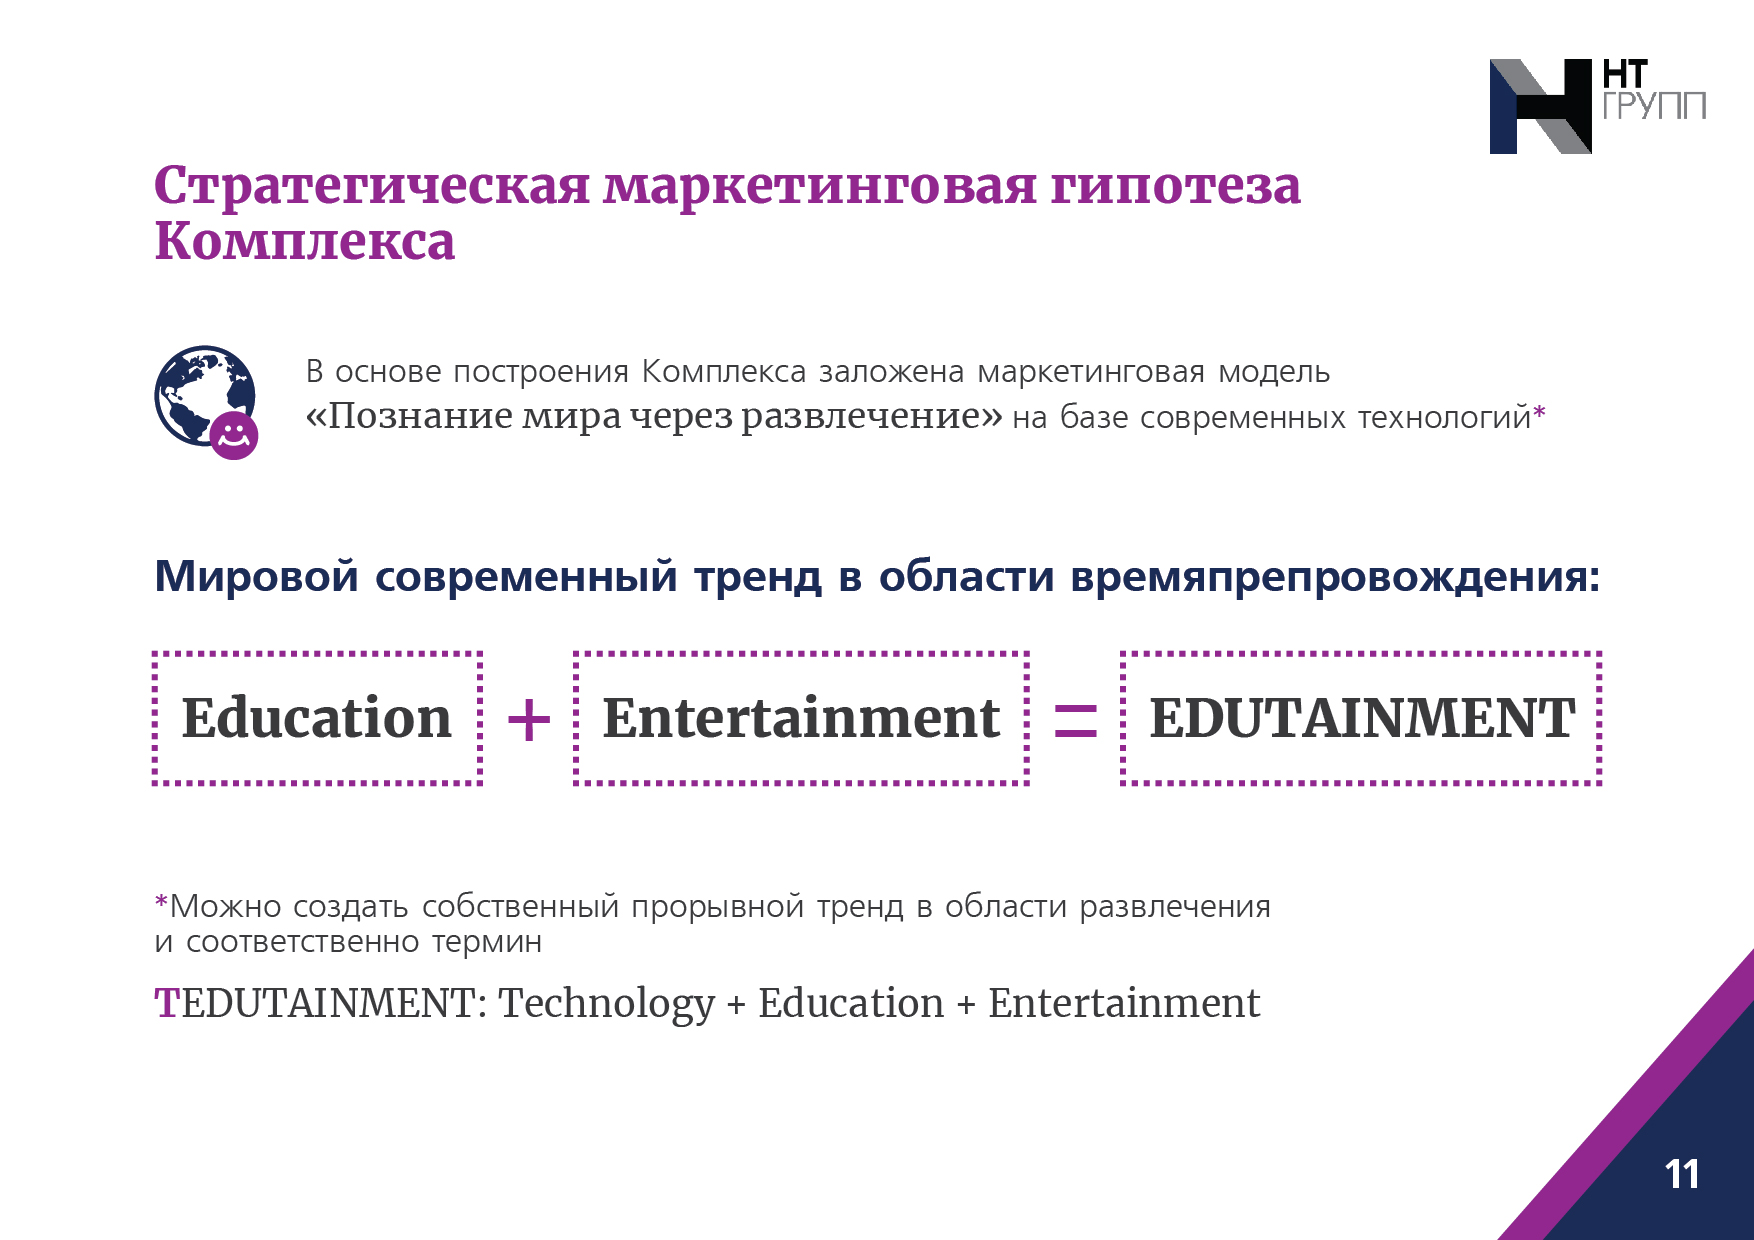 НТ
ГРУПП
Стратегическая маркетинговая гипотеза
Комплекса
В основе построения Комплекса заложена маркетинговая модель
«Познание мира через развлечение» на базе современных технологий*
Мировой современный тренд в области времяпрепровождения:
Education + Entertainment = EDUTAINMENT
*Можно создать собственный прорывной тренд в области развлечения
и соответственно термин
TEDUTAINMENT: Technology + Education + Entertainment
11